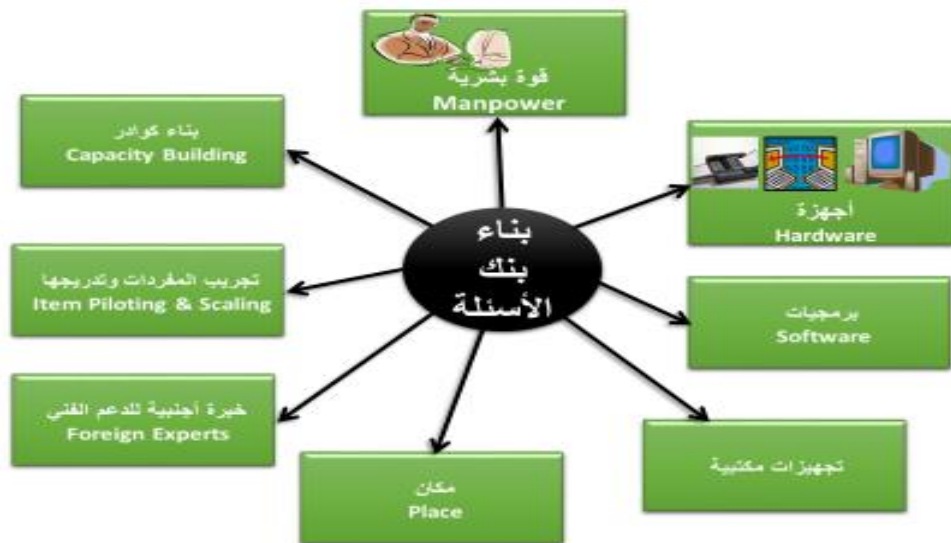 قوة بشرية
Manpower
بناء كوادر
Capacity Building
أجهزة
Hardware
بناء
بنك
الأسئلة
تجريب المفردات وتدريجها
Item Piloting & Scaling
برمجيات
Software
خبرة أجنبية للدعم الفني
Foreign Experts
تجهيزات مكتبية
مكان
Place